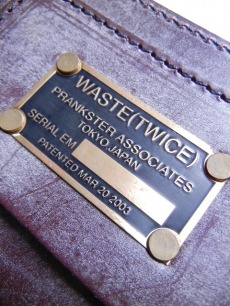 WASTE(TWICE)
PRANKSTER ASSOCIATES
TOKYO.JAPAN
SERIAL EM
PATENTED MAR 20 2003